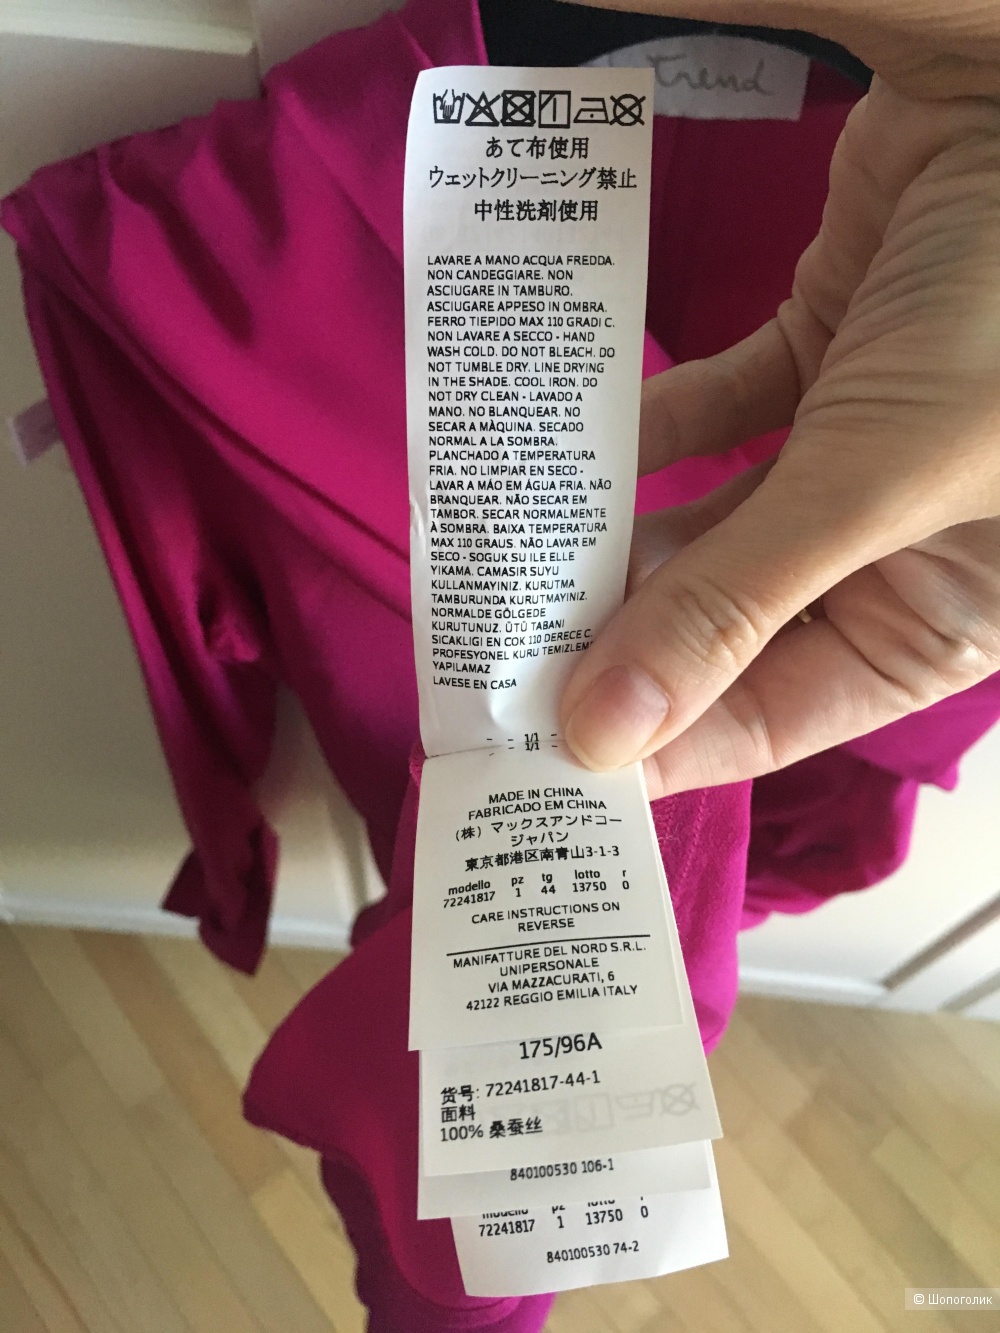 trend
あて布使用
ウェットクリーニング禁止
中性洗剤使用
LAVARE A MANO ACQUA FREDDA.
NON CANDEGGIARE. NON
ASCIUGARE IN TAMBURO.
ASCIUGARE APPESO IN OMBRA.
FERRO TIEPIDO MAX 110 GRADI C.
NON LAVARE A SECCO - HAND
WASH COLD. DO NOT BLEACH. DO
NOT TUMBLE DRY. LINE DRYING
IN THE SHADE. COOL IRON. DO
NOT DRY CLEAN - LAVADO A
MANO. NO BLANQUEAR. NO
SECAR A MÀQUINA. SECADO
NORMAL A LA SOMBRA.
PLANCHADO A TEMPERATURA
FRIA. NO LIMPIAR EN SECO -
LAVAR A MÁO EM ÁGUA FRIA. NÃO
BRANQUEAR. NÃO SECAR EM
TAMBOR. SECAR NORMALMENTE
À SOMBRA. BAIXA TEMPERATURA
MAX 110 GRAUS. NÃO LAVAR EM
SECO - SOGUK SU ILE ELLE
YIKAMA. CAMASIR SUYU
KULLANMAYINIZ. KURUTMA
TAMBURUNDA KURUTMAYINIZ.
NORMALDE GÖLGEDE
KURUTUNUZ. ÜTÜ TABANI
SICAKLIGI EN COK 110 DERECE C.
PROFESYONEL KURU TEMIZLEME
YAPILAMAZ
LAVESE EN CASA
1/1
1/1
MADE IN CHINA
FABRICADO EM CHINA
（株）マックスアンドコー
ジャパン
東京都港区南青山3-1-3
modello pz tg lotto r
72241817 1 44 13750 0
CARE INSTRUCTIONS ON
REVERSE
MANIFATTURE DEL NORD S.R.L.
UNIPERSONALE
VIA MAZZACURATI, 6
42122 REGGIO EMILIA ITALY
175/96A
货号: 72241817-44-1
面料
100% 桑蚕丝
840100530 106-1
modello pz lotto r
72241817 1 13750 0
840100530 74-2
© Шопоголик